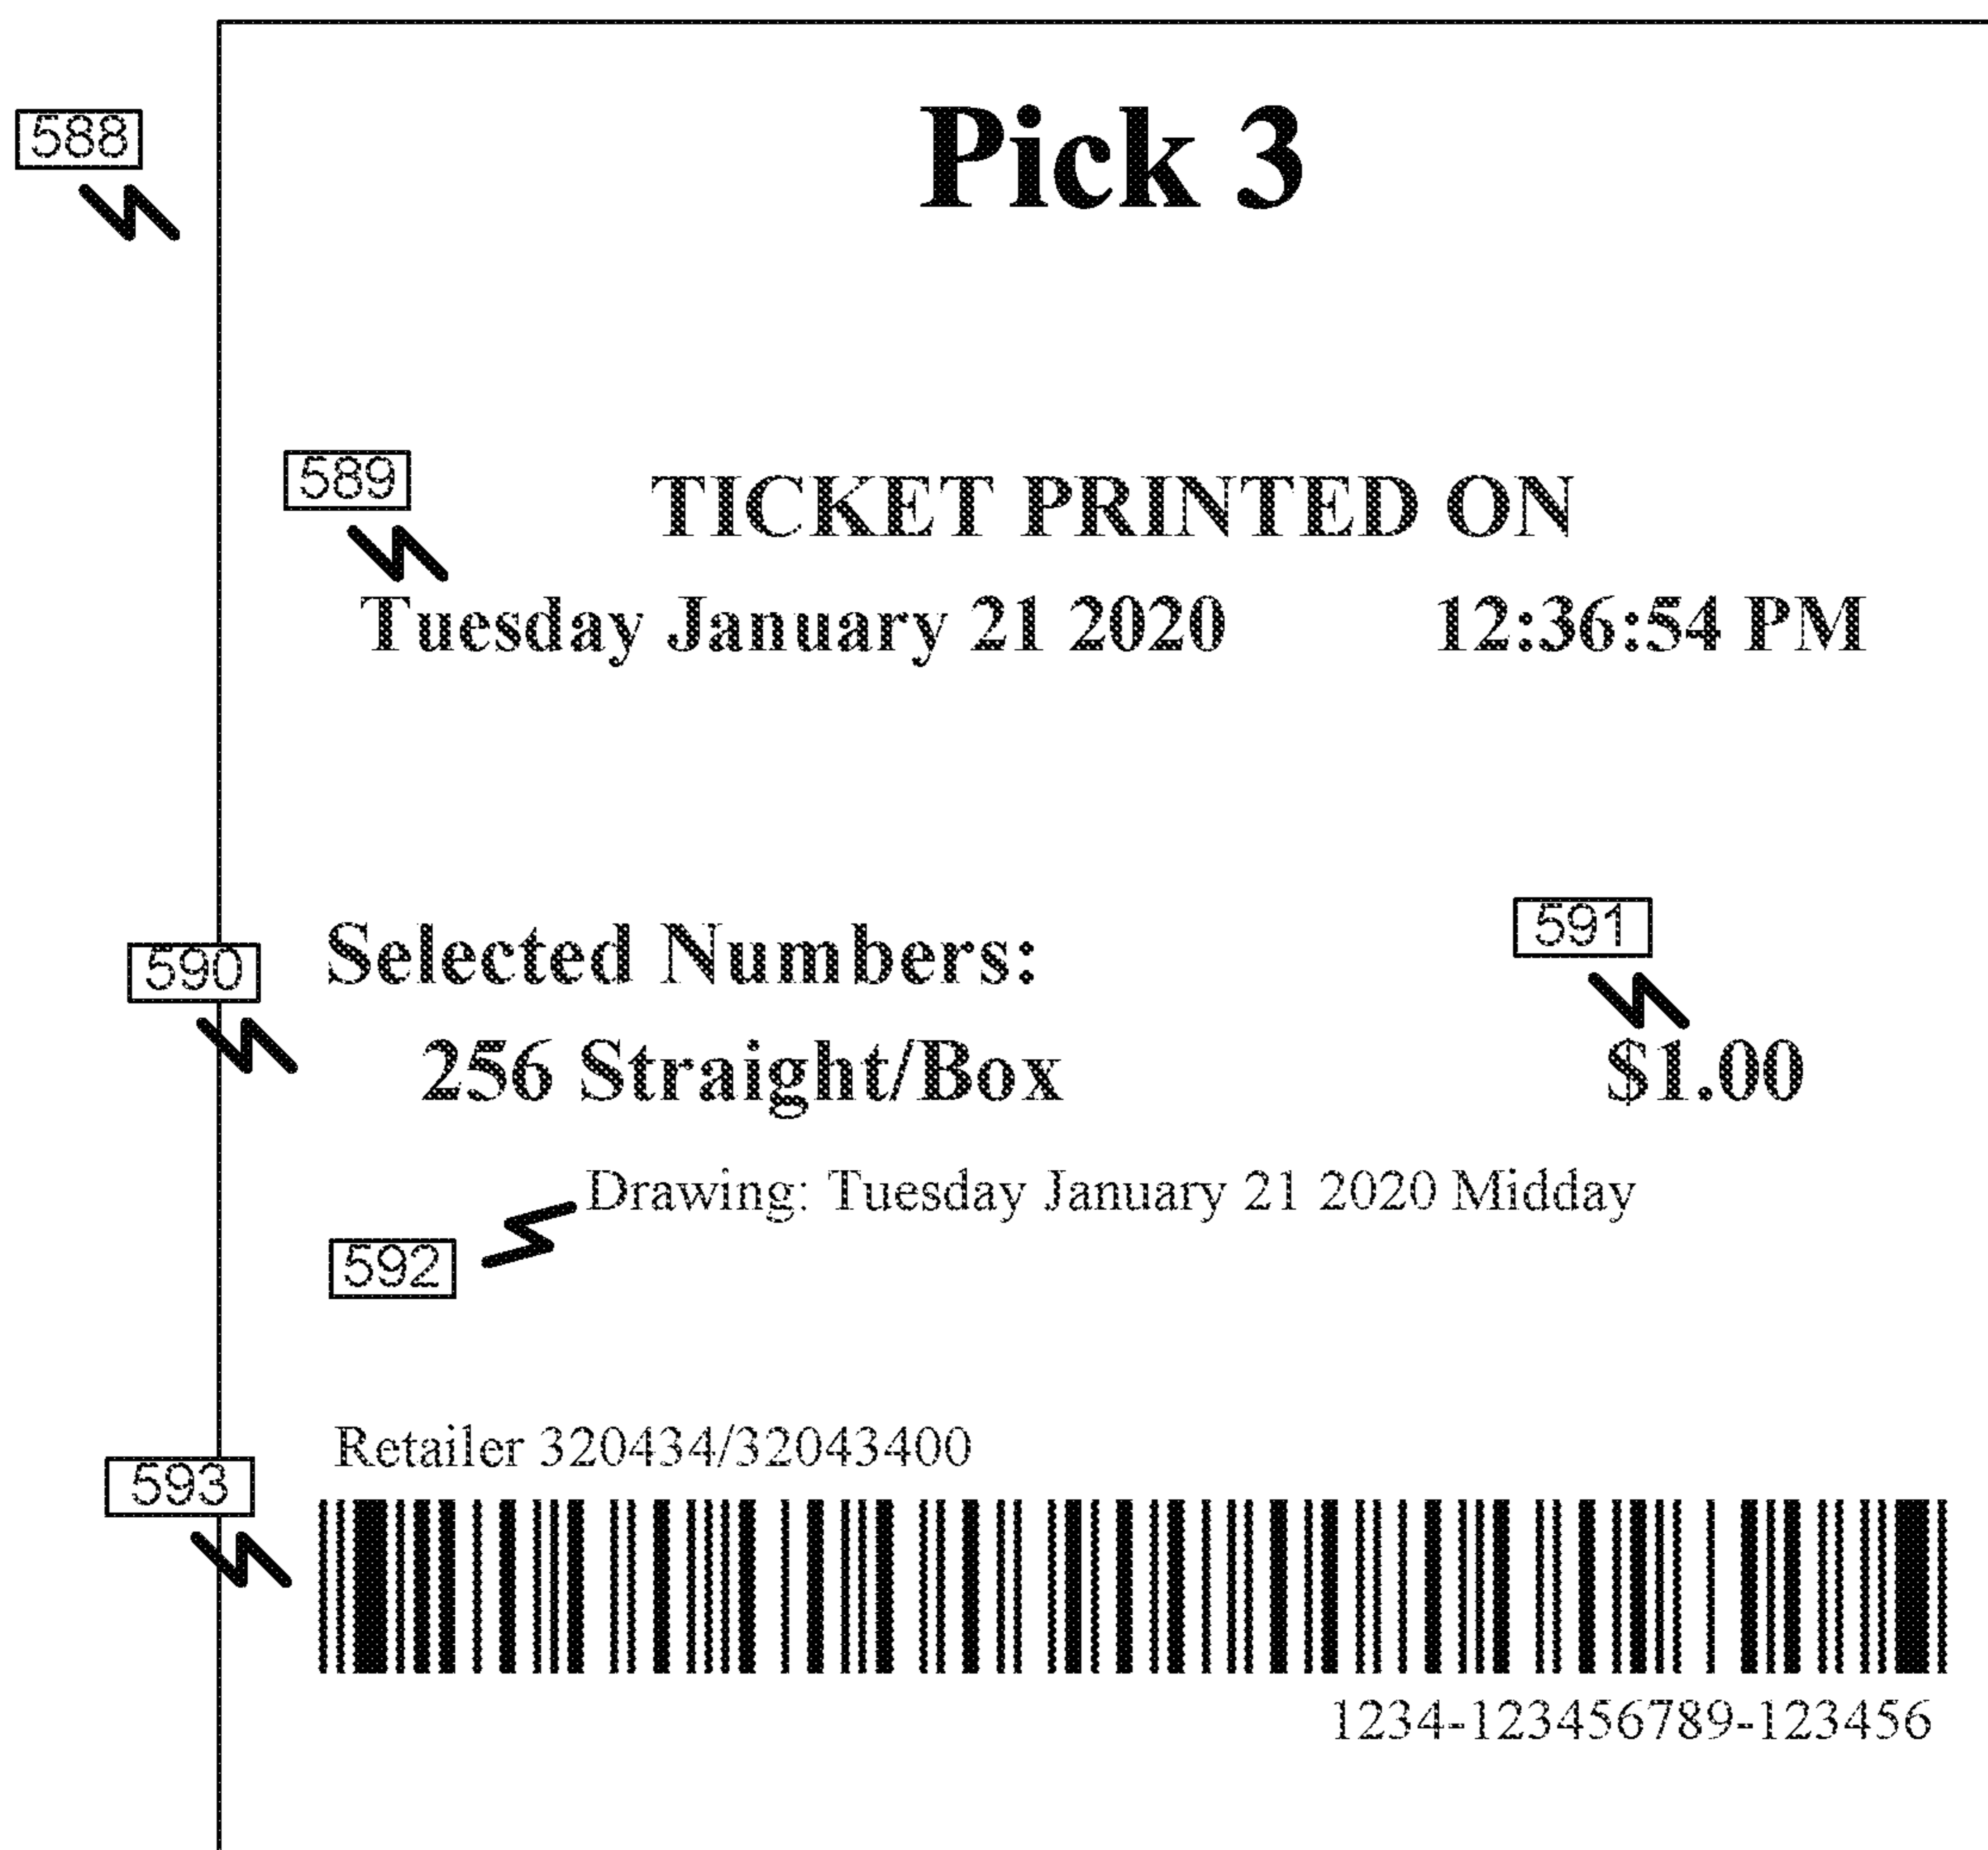 588
Pick 3
589
TICKET PRINTED ON
Tuesday January 21 2020 12:36:54 PM
590
Selected Numbers:
591
256 Straight/Box $1.00
Drawing: Tuesday January 21 2020 Midday
592
Retailer 320434/32043400
593
1234-123456789-123456